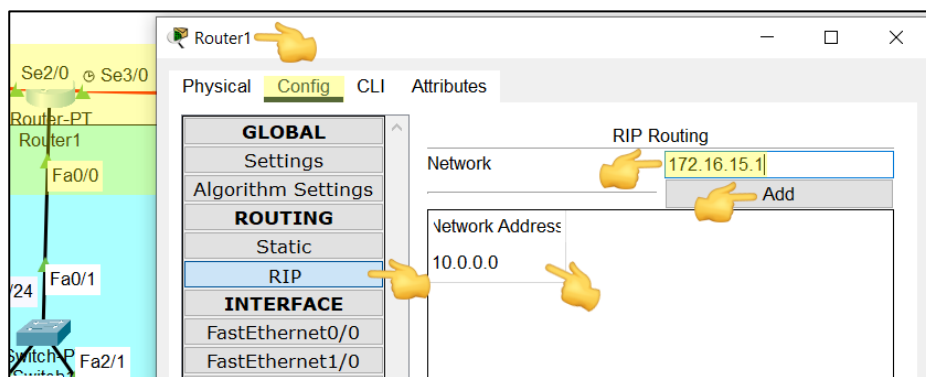 Router1
Physical Config CLI Attributes
Se2/0 Se3/0
Router-PT
Router1
Fa0/0
Fa0/1
/24
Switch-P
Fa2/1
GLOBAL
Settings
Algorithm Settings
ROUTING
Static
RIP
INTERFACE
FastEthernet0/0
FastEthernet1/0
RIP Routing
Network 172.16.15.1
Add
Network Address
10.0.0.0